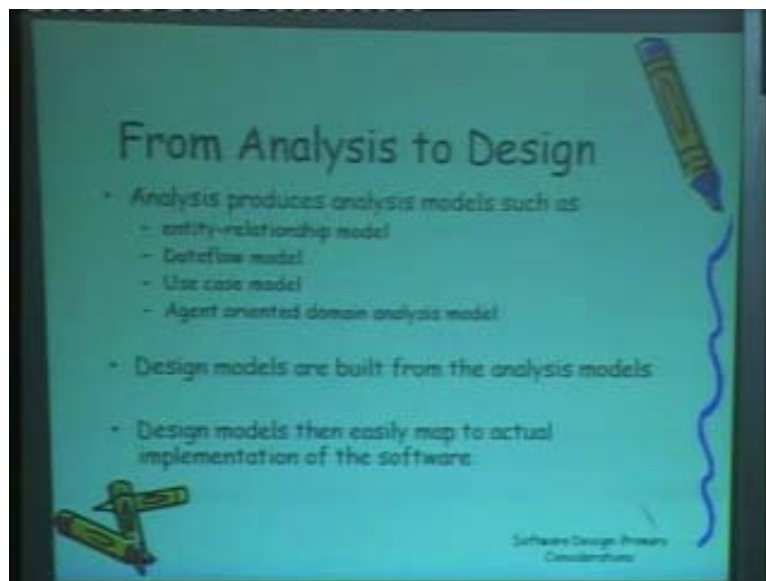 From Analysis to Design
• Analysis produces analysis models such as
- entity-relationship model
- Dataflow model
- Use case model
- Agent oriented domain analysis model
• Design models are built from the analysis models
• Design models then easily map to actual
implementation of the software
Software Design: Primary
Considerations